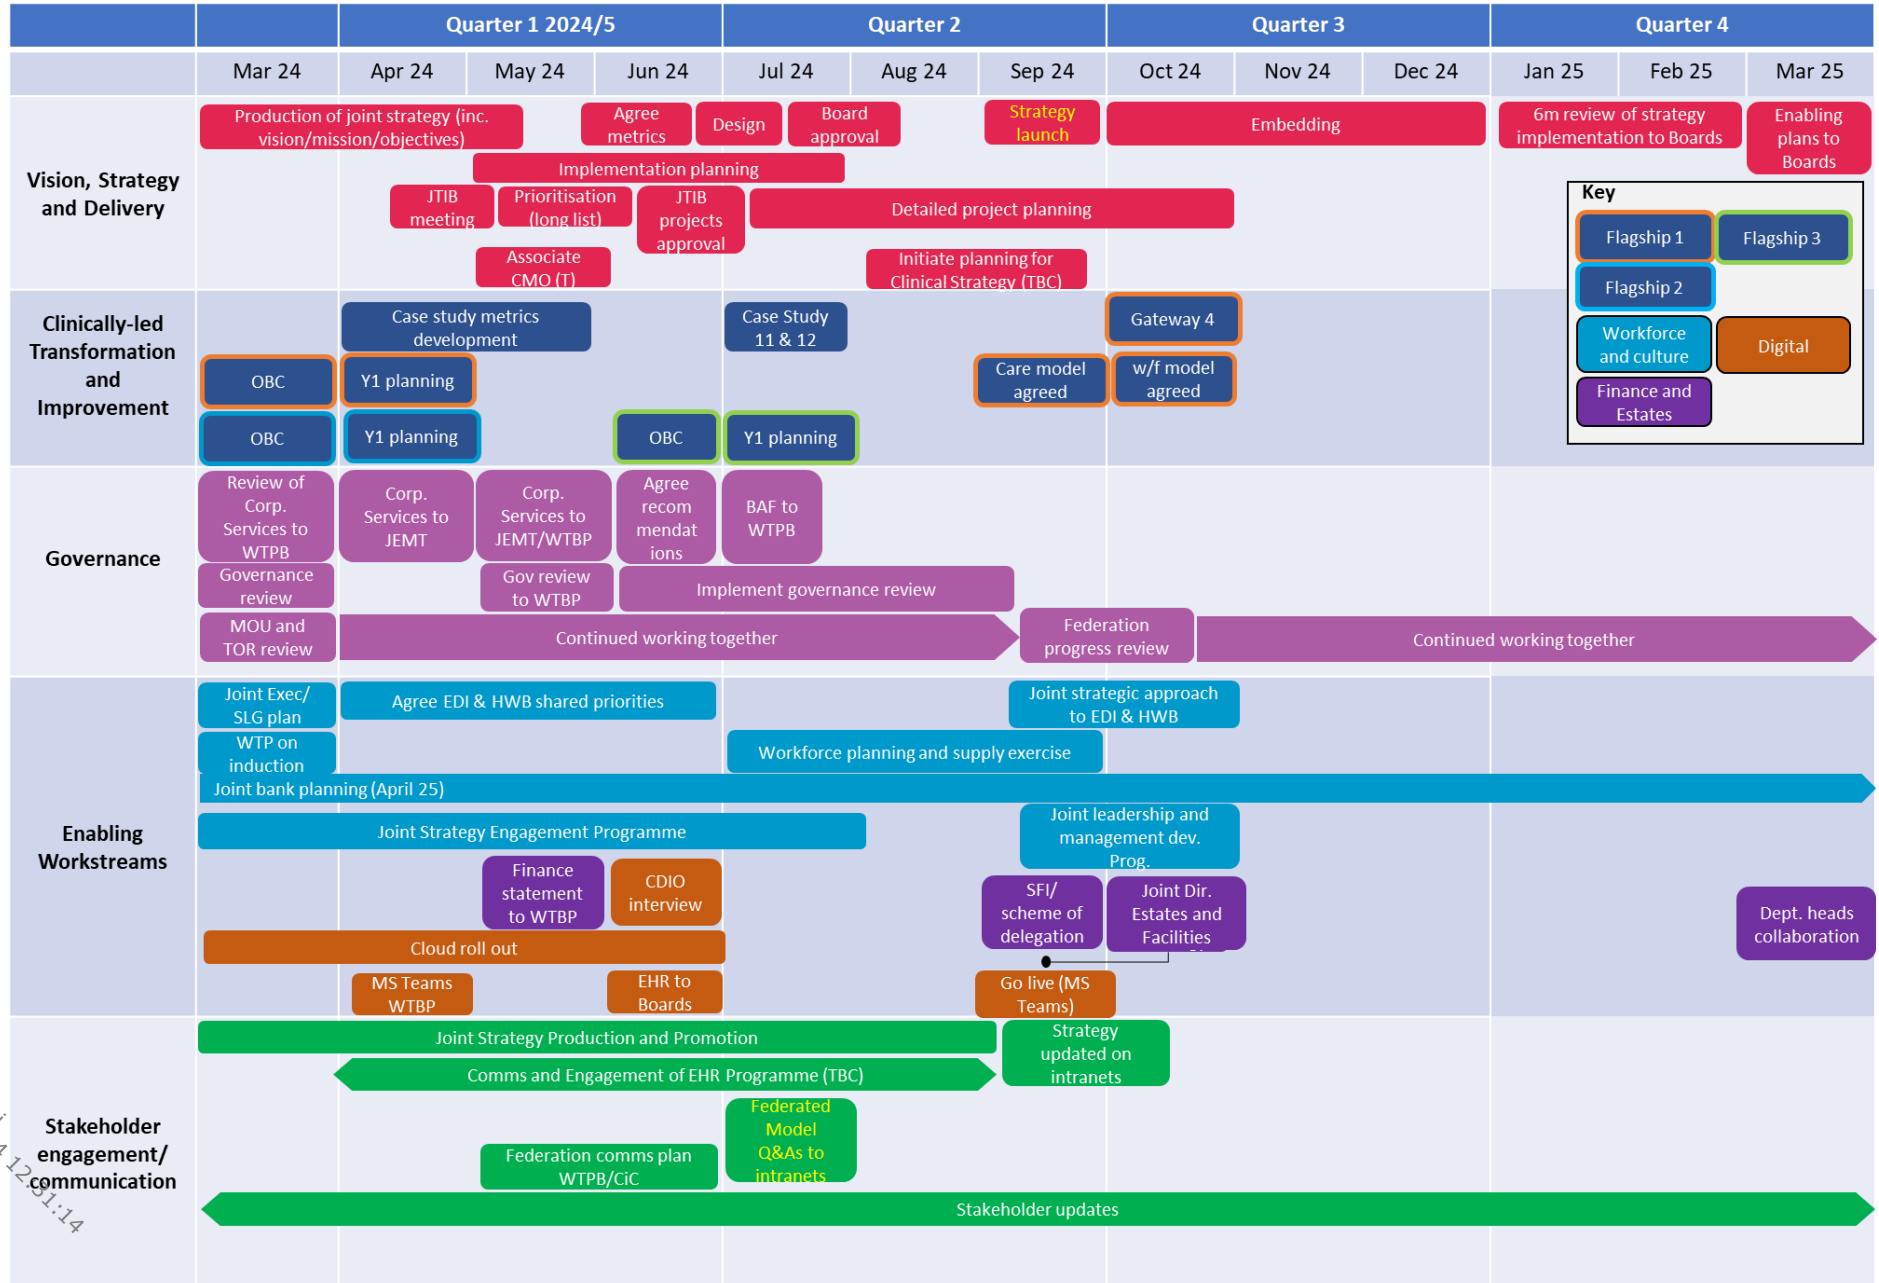 Quarter 1 2024/5
Quarter 2
Quarter 3
Quarter 4
Mar 24
Apr 24
May 24
Jun 24
Jul 24
Aug 24
Sep 24
Oct 24
Nov 24
Dec 24
Jan 25
Feb 25
Mar 25
Vision, Strategy
and Delivery
Production of joint strategy (inc.
vision/mission/objectives)
Agree
metrics
Design
Board
approval
Strategy
launch
Embedding
6m review of strategy
implementation to Boards
Enabling
plans to
Boards
Implementation planning
JTIB
meeting
Prioritisation
(long list)
JTIB
projects
approval
Detailed project planning
Associate
CMO (T)
Initiate planning for
Clinical Strategy (TBC)
Key
Flagship 1
Flagship 3
Flagship 2
Workforce
and culture
Digital
Finance and
Estates
Clinically-led
Transformation
and
Improvement
Case study metrics
development
Case Study
11 & 12
Gateway 4
OBC
Y1 planning
Care model
agreed
w/f model
agreed
OBC
Y1 planning
OBC
Y1 planning
Governance
Review of
Corp.
Services to
WTPB
Corp.
Services to
JEMT
Corp.
Services to
JEMT/WTBP
Agree
recom
mendat
ions
BAF to
WTPB
Governance
review
Gov review
to WTBP
Implement governance review
MOU and
TOR review
Continued working together
Federation
progress review
Continued working together
Enabling
Workstreams
Joint Exec/
SLG plan
Agree EDI & HWB shared priorities
Joint strategic approach
to EDI & HWB
WTP on
induction
Workforce planning and supply exercise
Joint bank planning (April 25)
Joint Strategy Engagement Programme
Joint leadership and
management dev.
Prog.
Finance
statement
to WTBP
CDIO
interview
SFI/
scheme of
delegation
Joint Dir.
Estates and
Facilities
Dept. heads
collaboration
Cloud roll out
MS Teams
WTBP
EHR to
Boards
Go live (MS
Teams)
Stakeholder
engagement/
communication
Joint Strategy Production and Promotion
Strategy
updated on
intranets
Comms and Engagement of EHR Programme (TBC)
Federated
Model
Q&As to
intranets
Federation comms plan
WTPB/CiC
Stakeholder updates
12:31:14